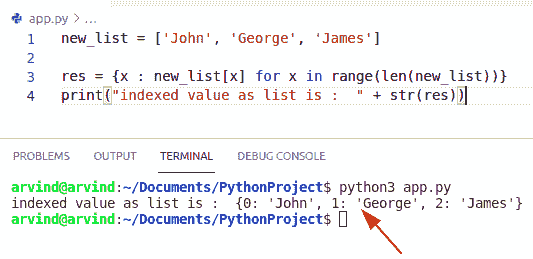 app.py > ...
1 new_list = ['John', 'George', 'James']
2
3 res = {x : new_list[x] for x in range(len(new_list))}
4 print("indexed value as list is :  " + str(res))
PROBLEMS OUTPUT TERMINAL DEBUG CONSOLE
arvind@arvind:~/Documents/PythonProject$ python3 app.py
indexed value as list is :  {0: 'John', 1: 'George', 2: 'James'}
arvind@arvind:~/Documents/PythonProject$